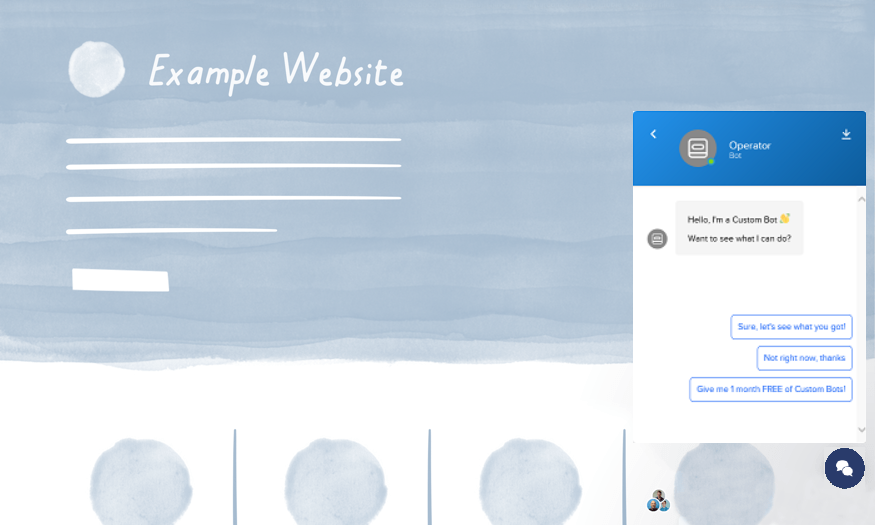 Example Website
Operator
Bot
Hello, I'm a Custom Bot 👋
Want to see what I can do?
Sure, let's see what you got!
Not right now, thanks
Give me 1 month FREE of Custom Bots!